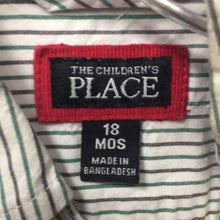 THE CHILDREN'S
PLACE
18
MOS
MADE IN
BANGLADESH